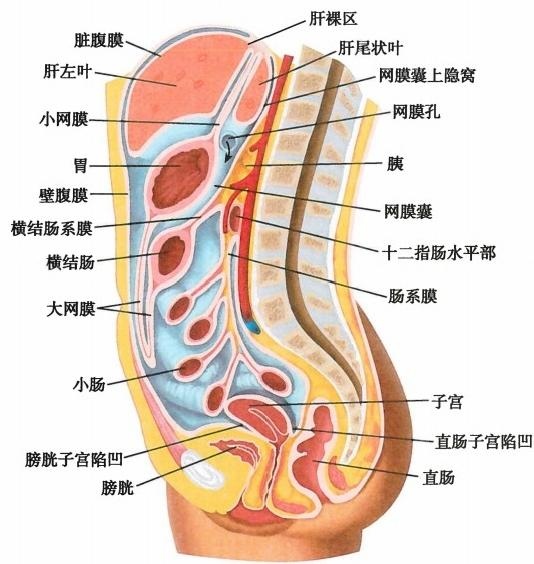 肝裸区
脏腹膜
肝尾状叶
肝左叶
网膜囊上隐窝
小网膜
网膜孔
胃
胰
壁腹膜
网膜囊
横结肠系膜
横结肠
十二指肠水平部
肠系膜
大网膜
小肠
子宫
直肠子宫陷凹
膀胱子宫陷凹
直肠
膀胱